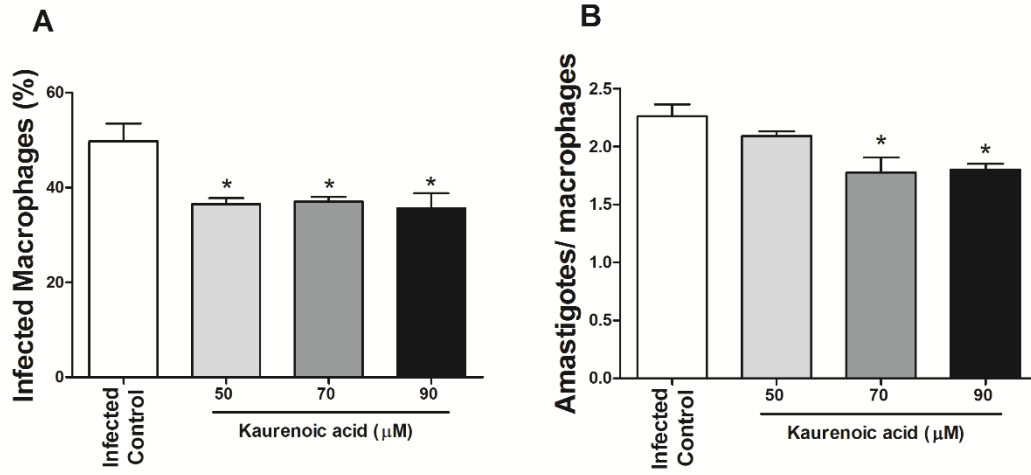 A
Infected Macrophages (%)
60
40
20
0
* * *
Infected
Control
50 70 90
Kaurenoic acid (μM)
B
Amastigotes/ macrophages
2.5
2.0
1.5
1.0
0.5
0.0
* *
Infected
Control
50 70 90
Kaurenoic acid (μM)